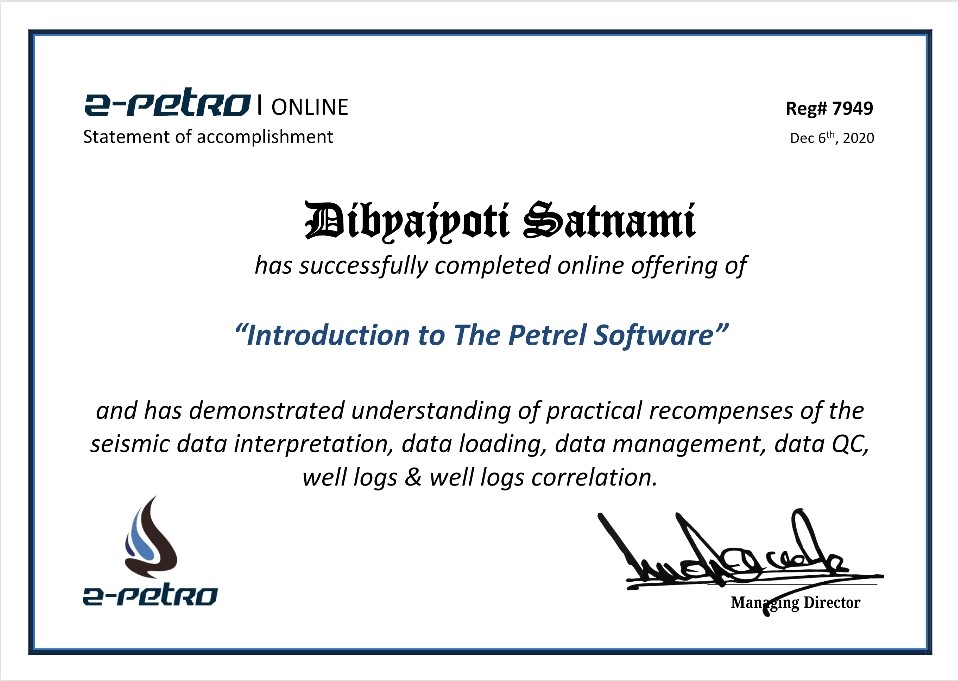 e-petro | ONLINE
Reg# 7949
Statement of accomplishment
Dec 6th, 2020
Dibyajyoti Satnami
has successfully completed online offering of
“Introduction to The Petrel Software”
and has demonstrated understanding of practical recompenses of the
seismic data interpretation, data loading, data management, data QC,
well logs & well logs correlation.
e-petro
Managing Director